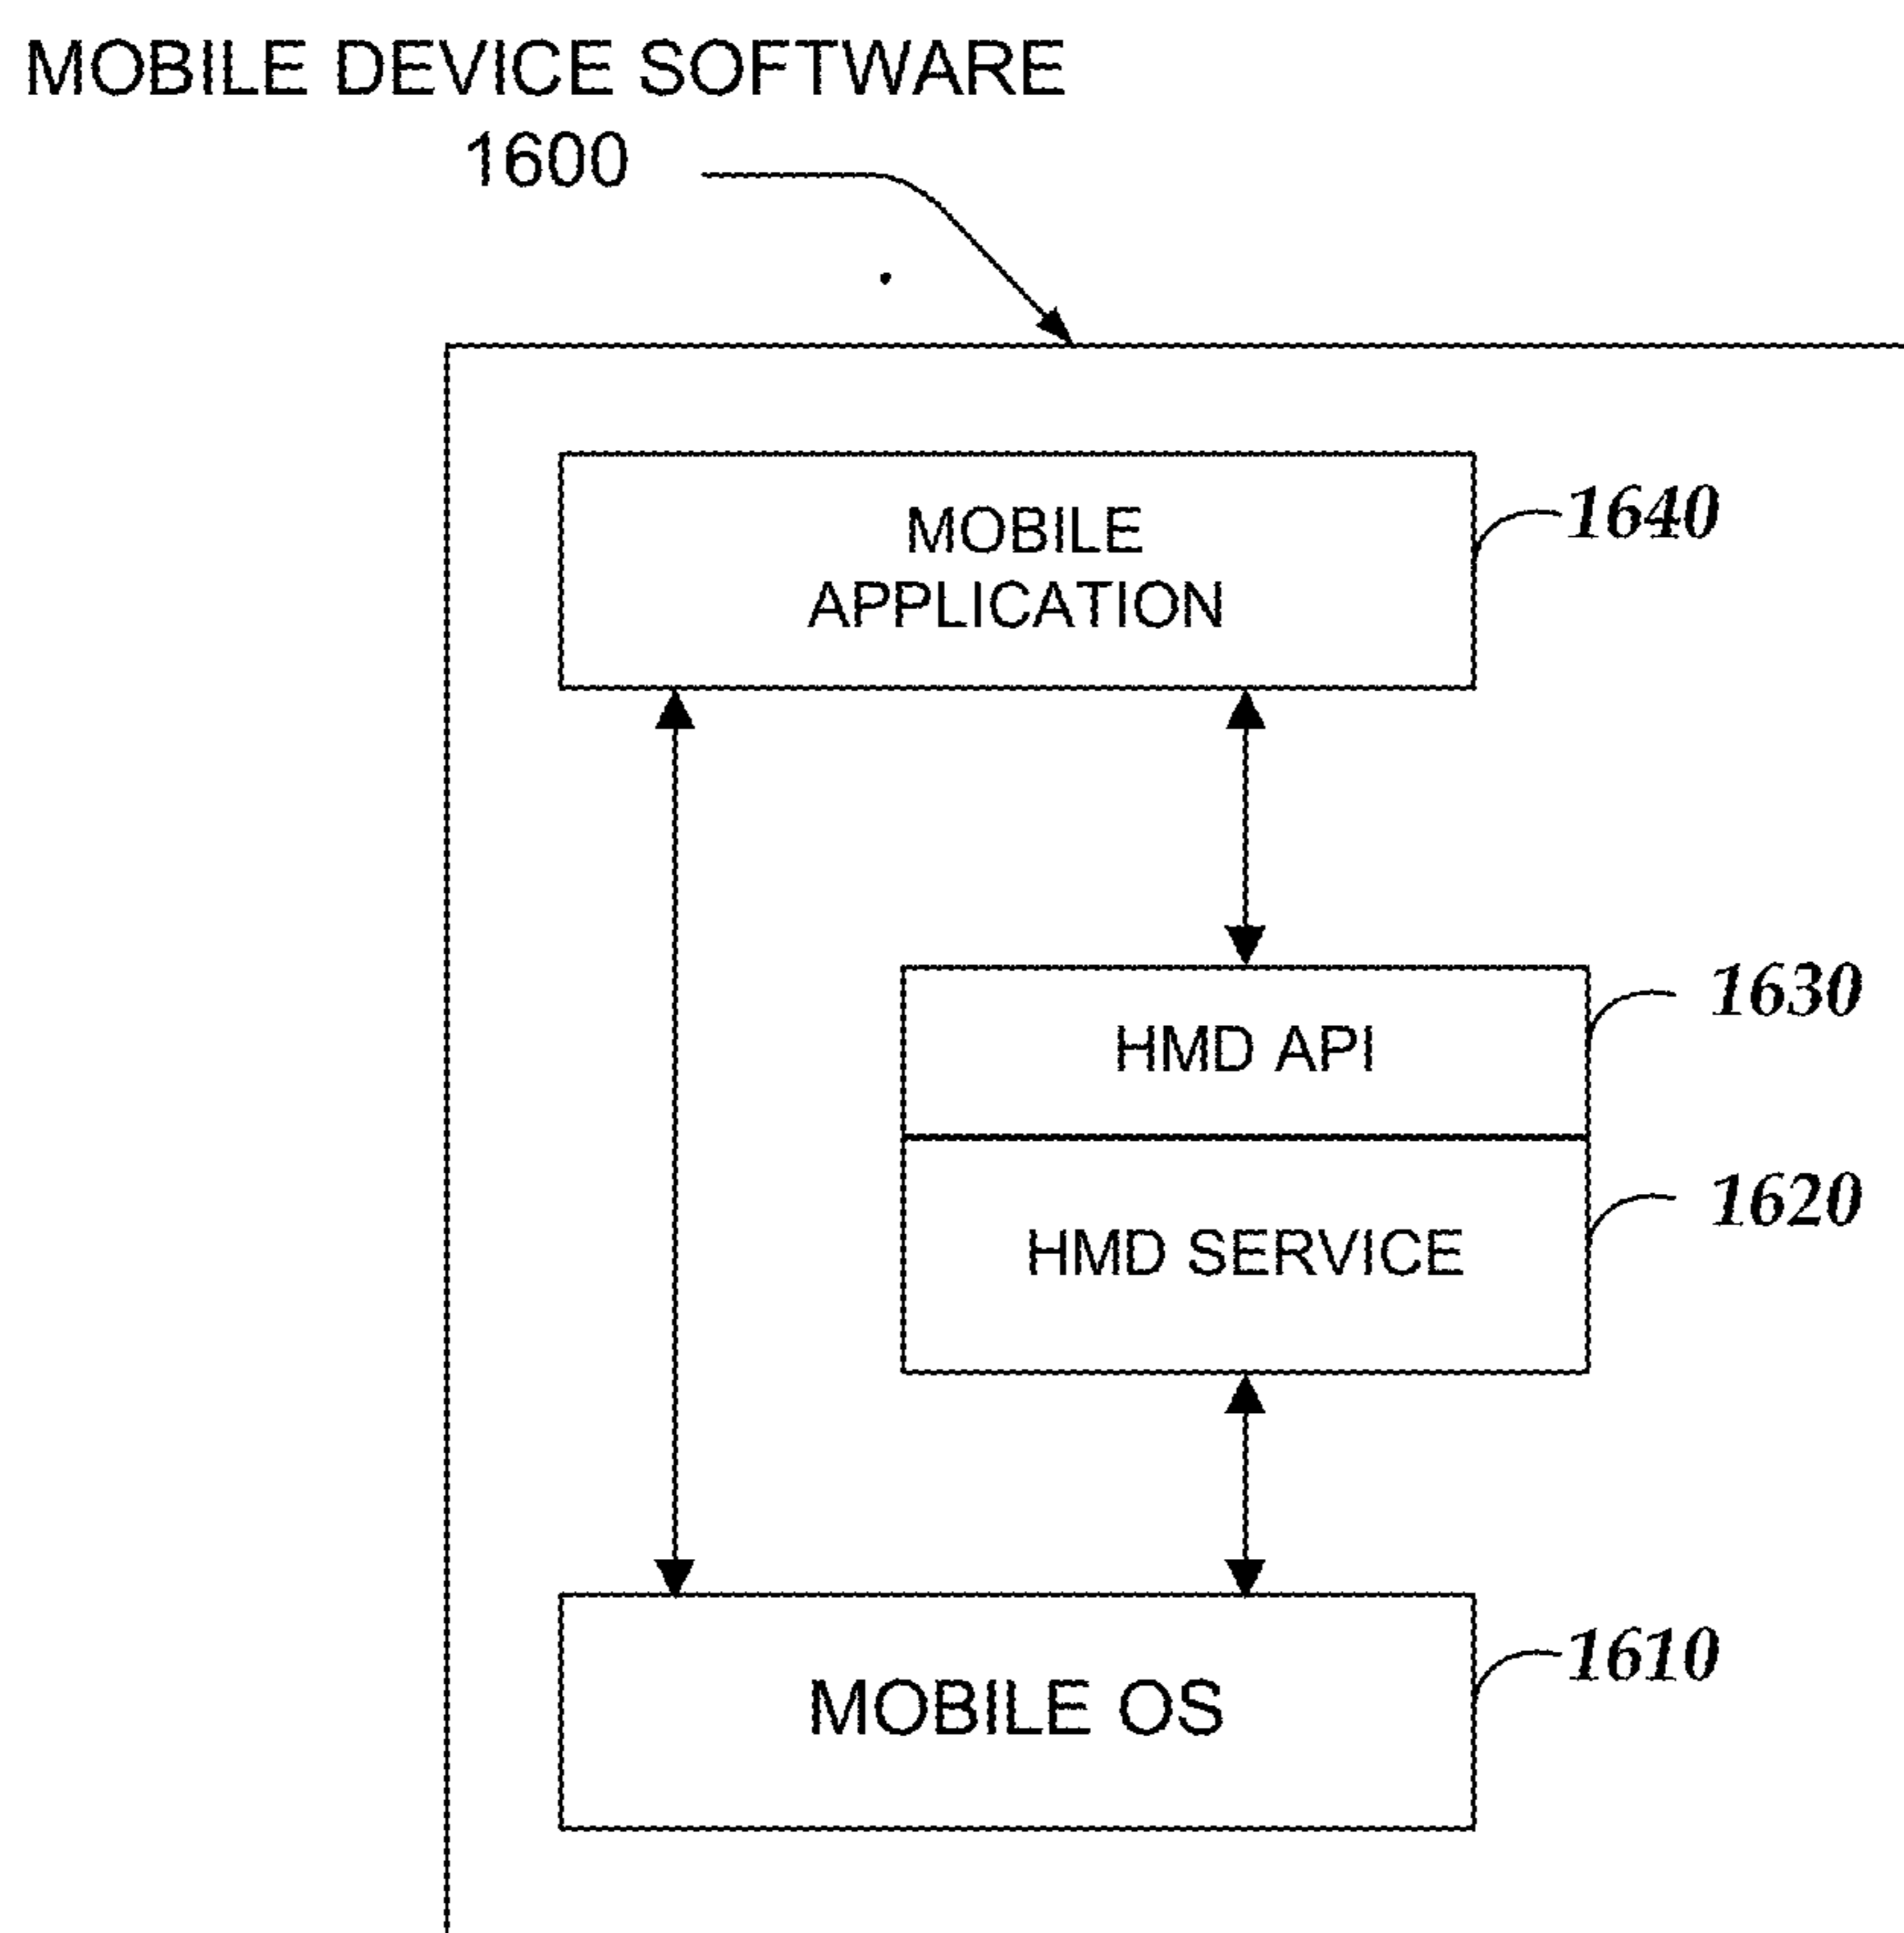 MOBILE DEVICE SOFTWARE
1600
MOBILE
APPLICATION
1640
HMD API
1630
HMD SERVICE
1620
MOBILE OS
1610